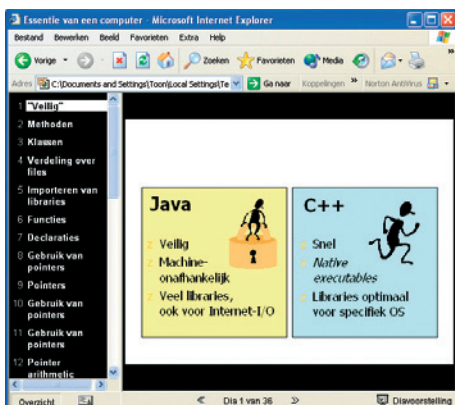 Essentie van een computer - Microsoft Internet Explorer
Bestand Bewerken Beeld Favorieten Extra Help
Vorige Zoeken Favorieten Media
Adres C:\Documents and Settings\Toon\Local Settings\Te Ga naar Koppelingen Norton AntiVirus
1 "Veilig"
2 Methoden
3 Klassen
4 Verdeling over
files
5 Importeren van
libraries
6 Functies
7 Declaraties
8 Gebruik van
pointers
9 Pointers
10 Gebruik van
pointers
11 Gebruik van
pointers
12 Pointer
arithmetic
Java
Veilig
Machine-
onafhankelijk
Veel libraries,
ook voor Internet-I/O
C++
Snel
Native
executables
Libraries optimaal
voor specifiek OS
Overzicht Dia 1 van 36 Diavoorstelling